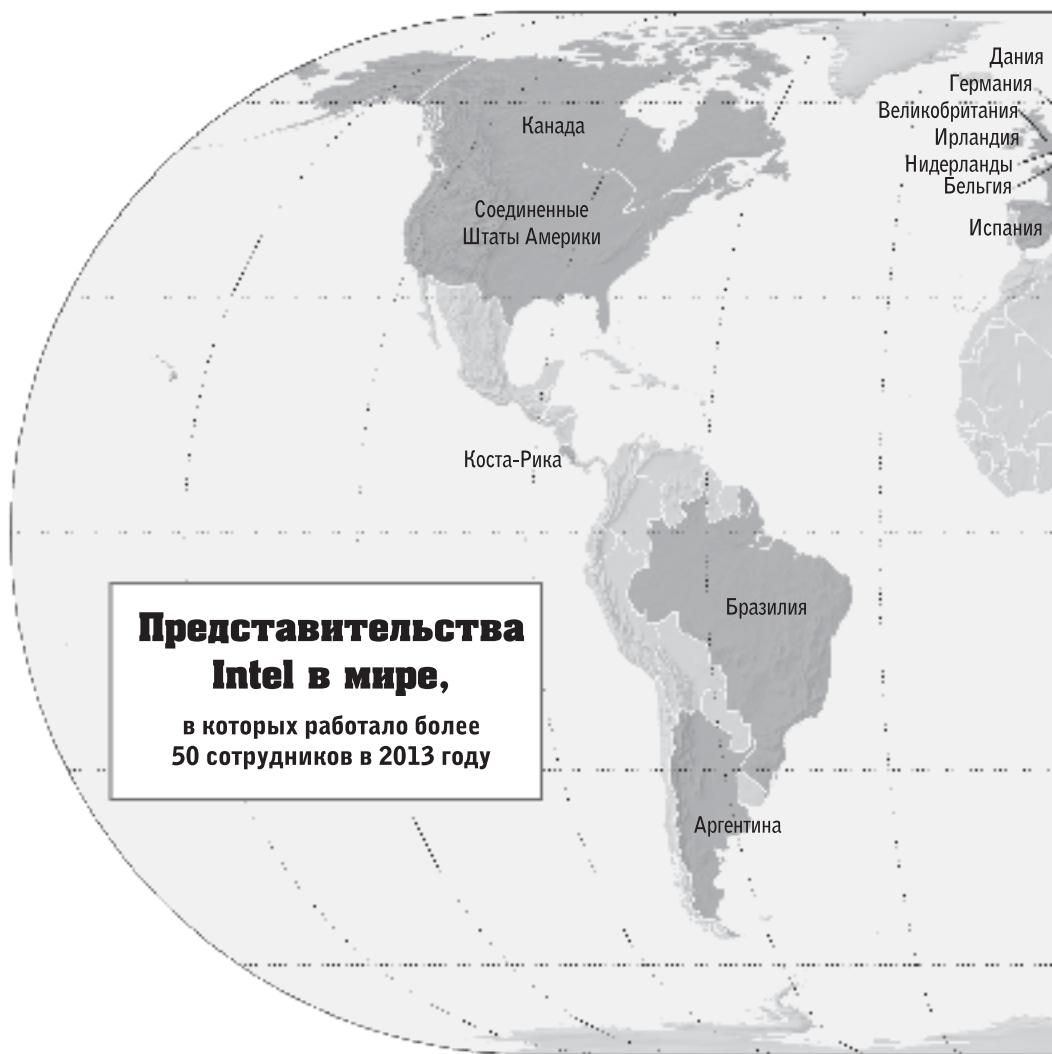 Дания
Германия
Великобритания
Ирландия
Нидерланды
Бельгия
Испания
Канада
Соединенные
Штаты Америки
Коста-Рика
Бразилия
Аргентина
Представительства
Intel в мире,
в которых работало более
50 сотрудников в 2013 году